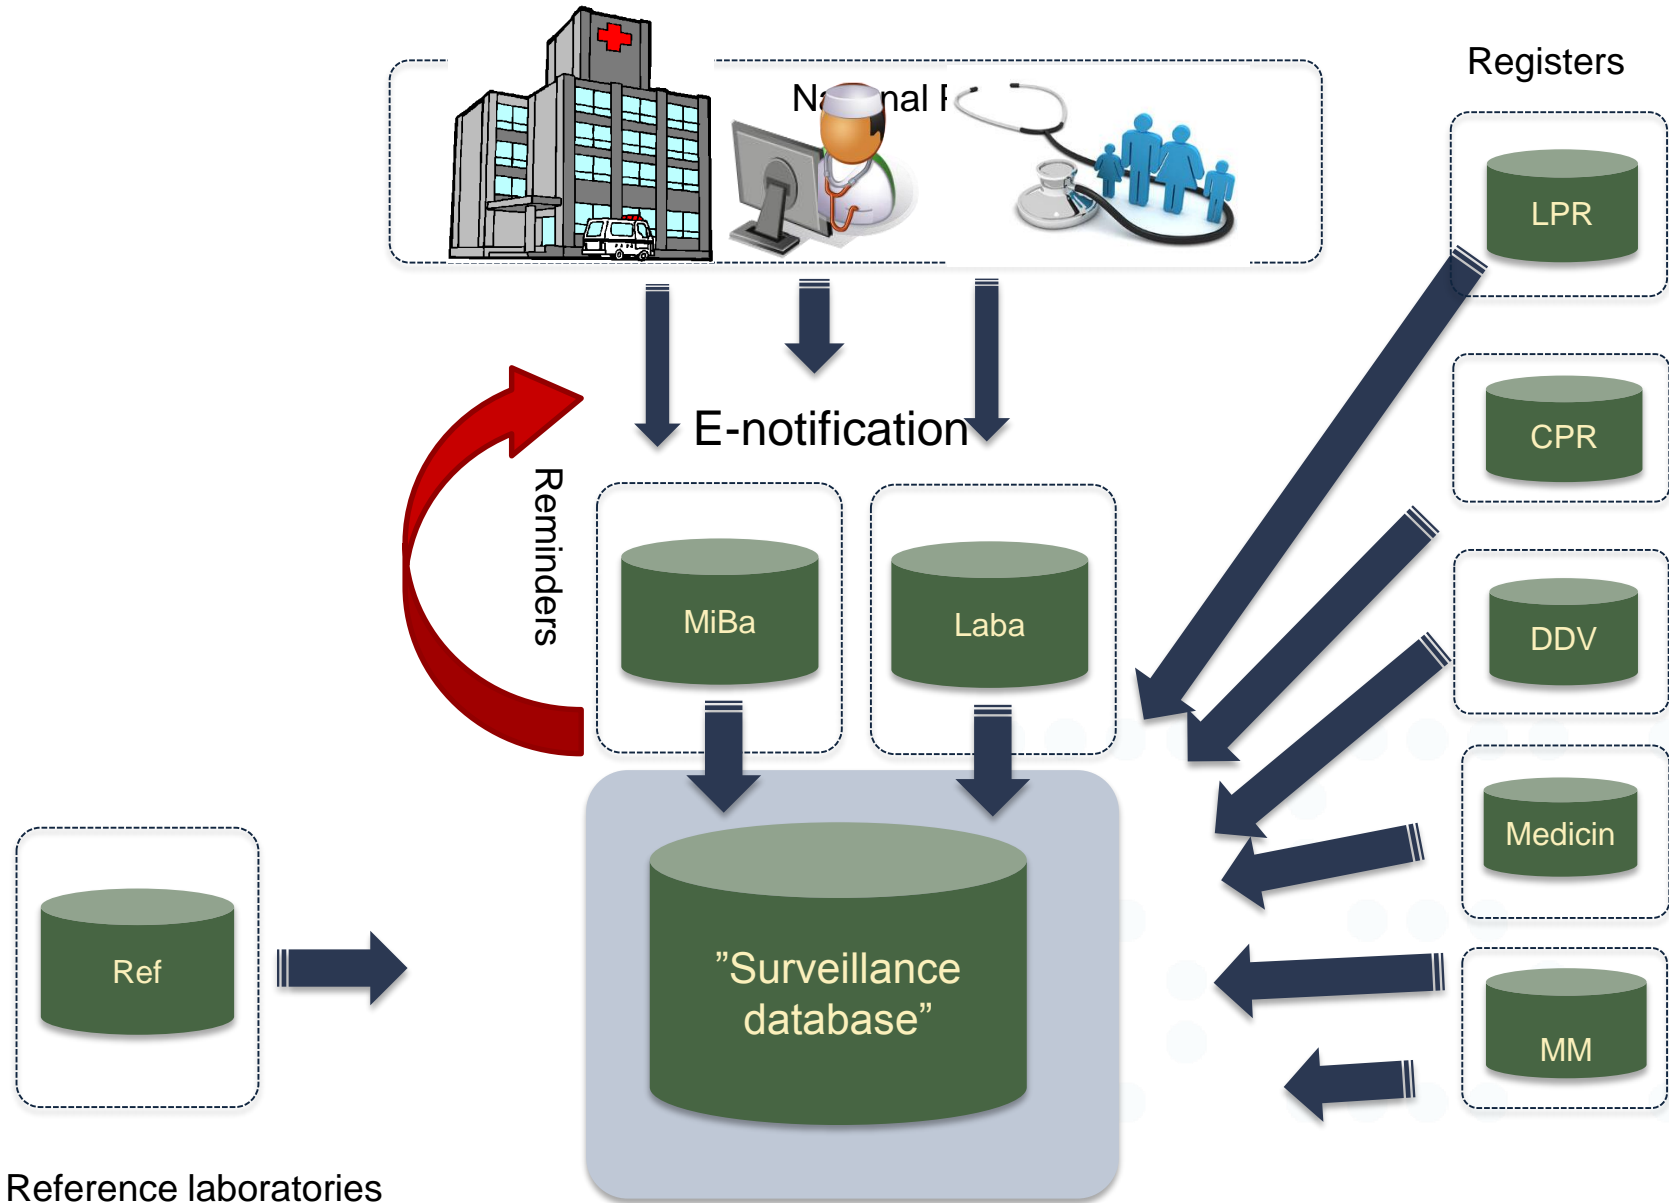 Registers
LPR
CPR
E-notification
Reminders
MiBa
Laba
DDV
Medicin
Ref
”Surveillance
database”
MM
Reference laboratories